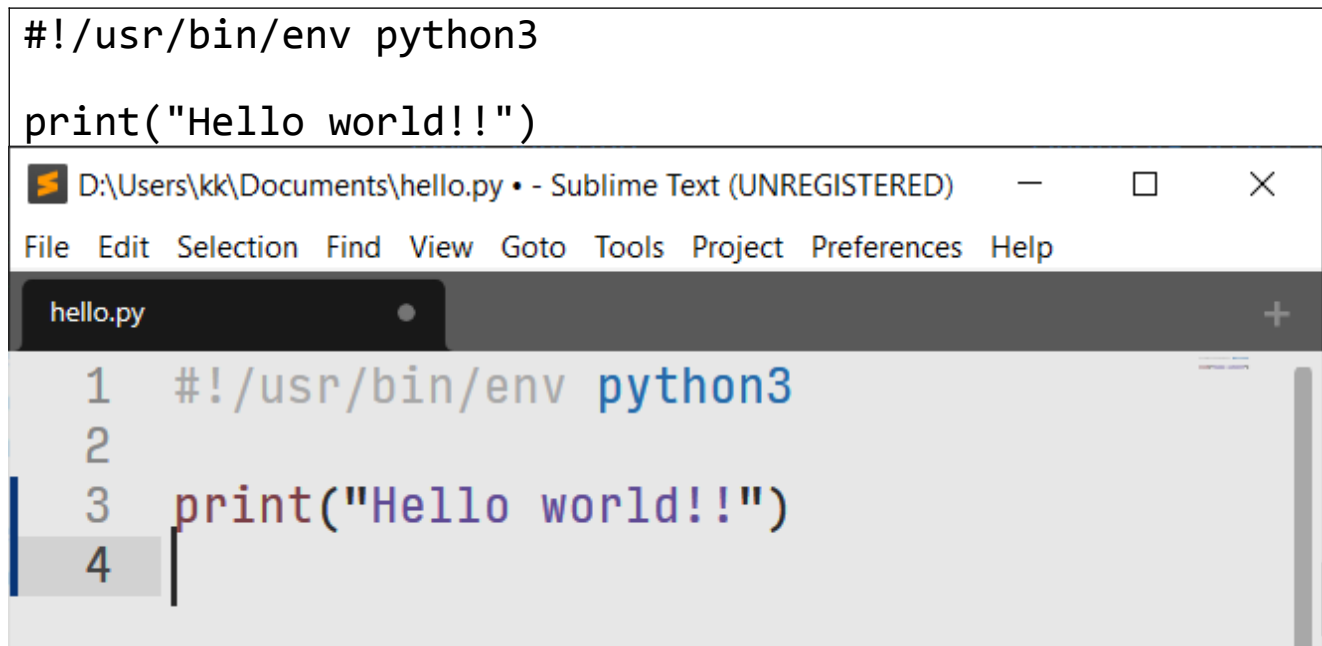 #!/usr/bin/env python3
print("Hello world!!")
D:\Users\kk\Documents\hello.py • - Sublime Text (UNREGISTERED)
File Edit Selection Find View Goto Tools Project Preferences Help
hello.py
1 #!/usr/bin/env python3
2
3 print("Hello world!!")
4